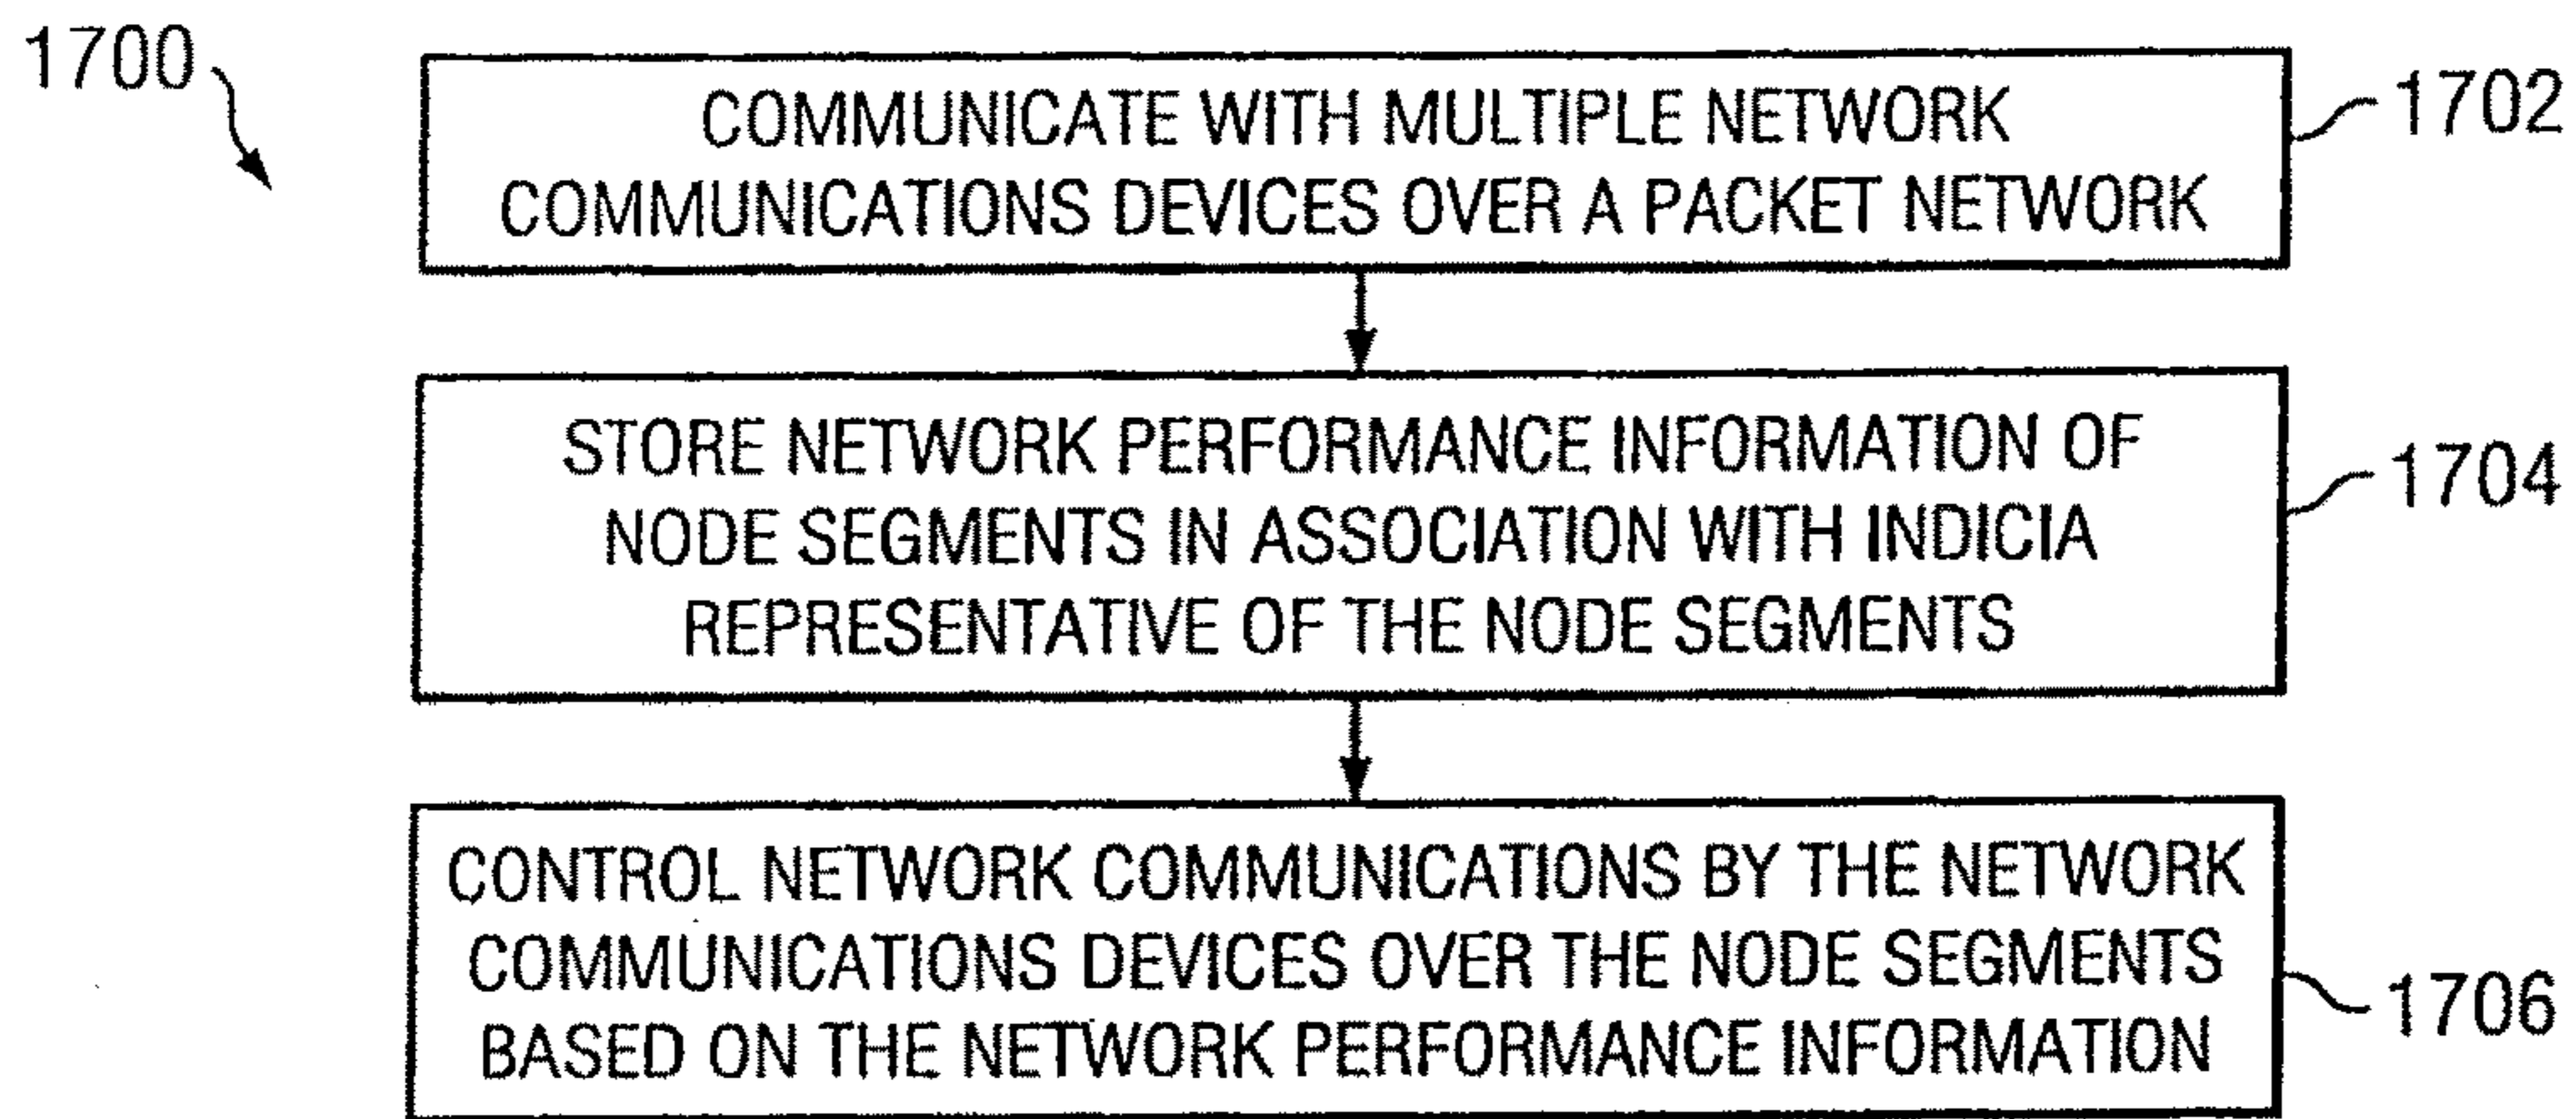 1700
COMMUNICATE WITH MULTIPLE NETWORK
COMMUNICATIONS DEVICES OVER A PACKET NETWORK
1702
STORE NETWORK PERFORMANCE INFORMATION OF
NODE SEGMENTS IN ASSOCIATION WITH INDICIA
REPRESENTATIVE OF THE NODE SEGMENTS
1704
CONTROL NETWORK COMMUNICATIONS BY THE NETWORK
COMMUNICATIONS DEVICES OVER THE NODE SEGMENTS
BASED ON THE NETWORK PERFORMANCE INFORMATION
1706